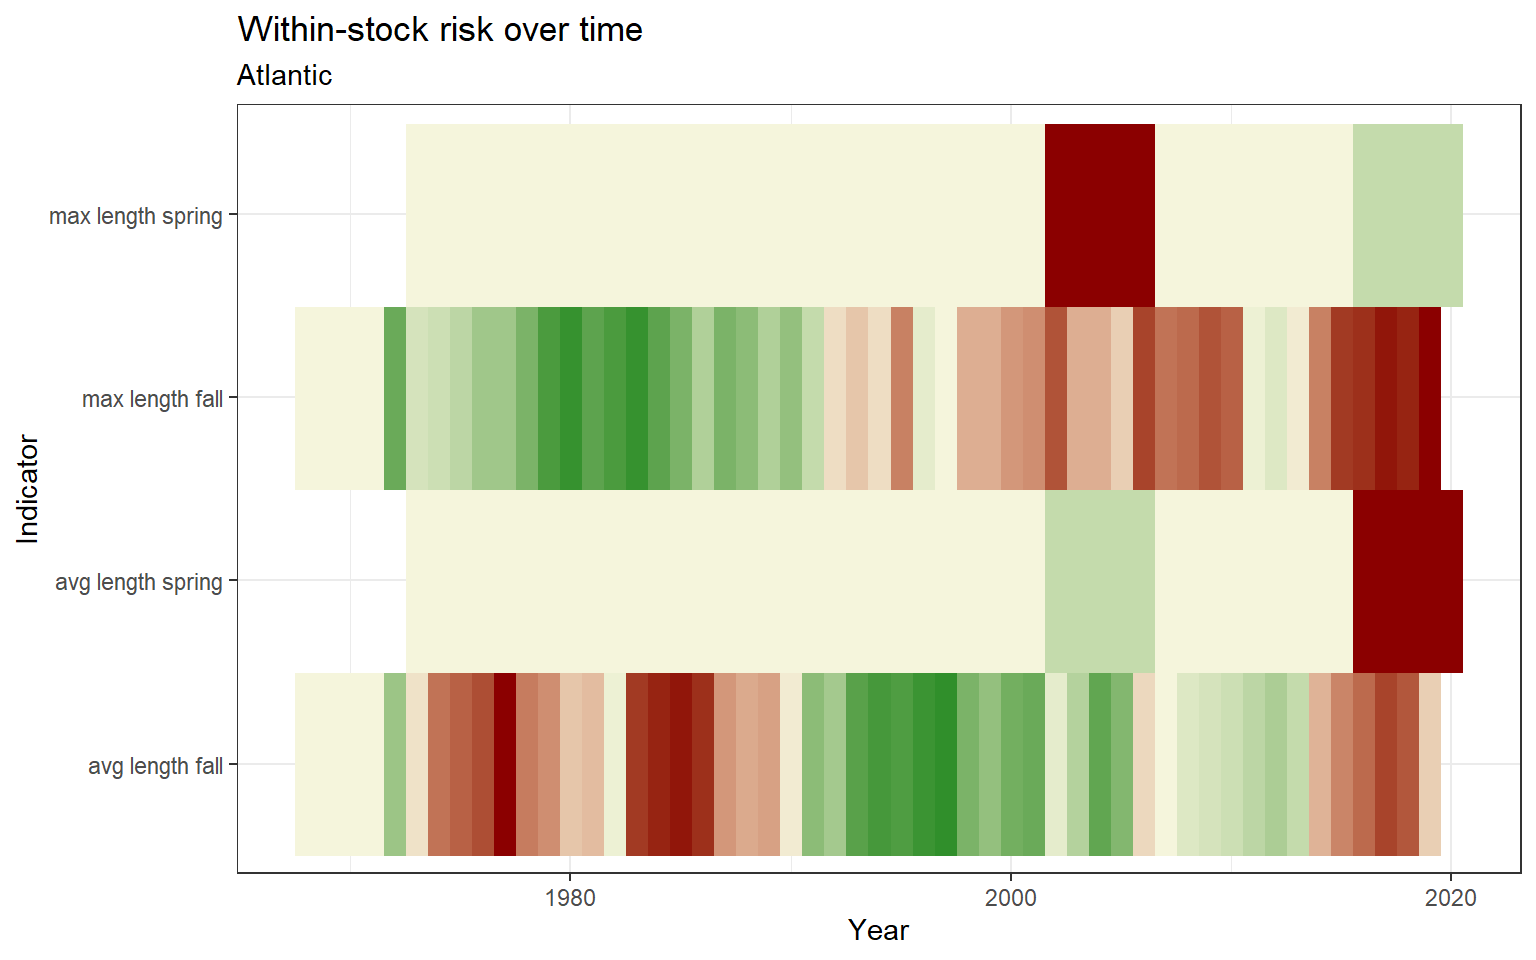 Within-stock risk over time
Atlantic
max length spring
max length fall
avg length spring
avg length fall
Indicator
1980
2000
2020
Year